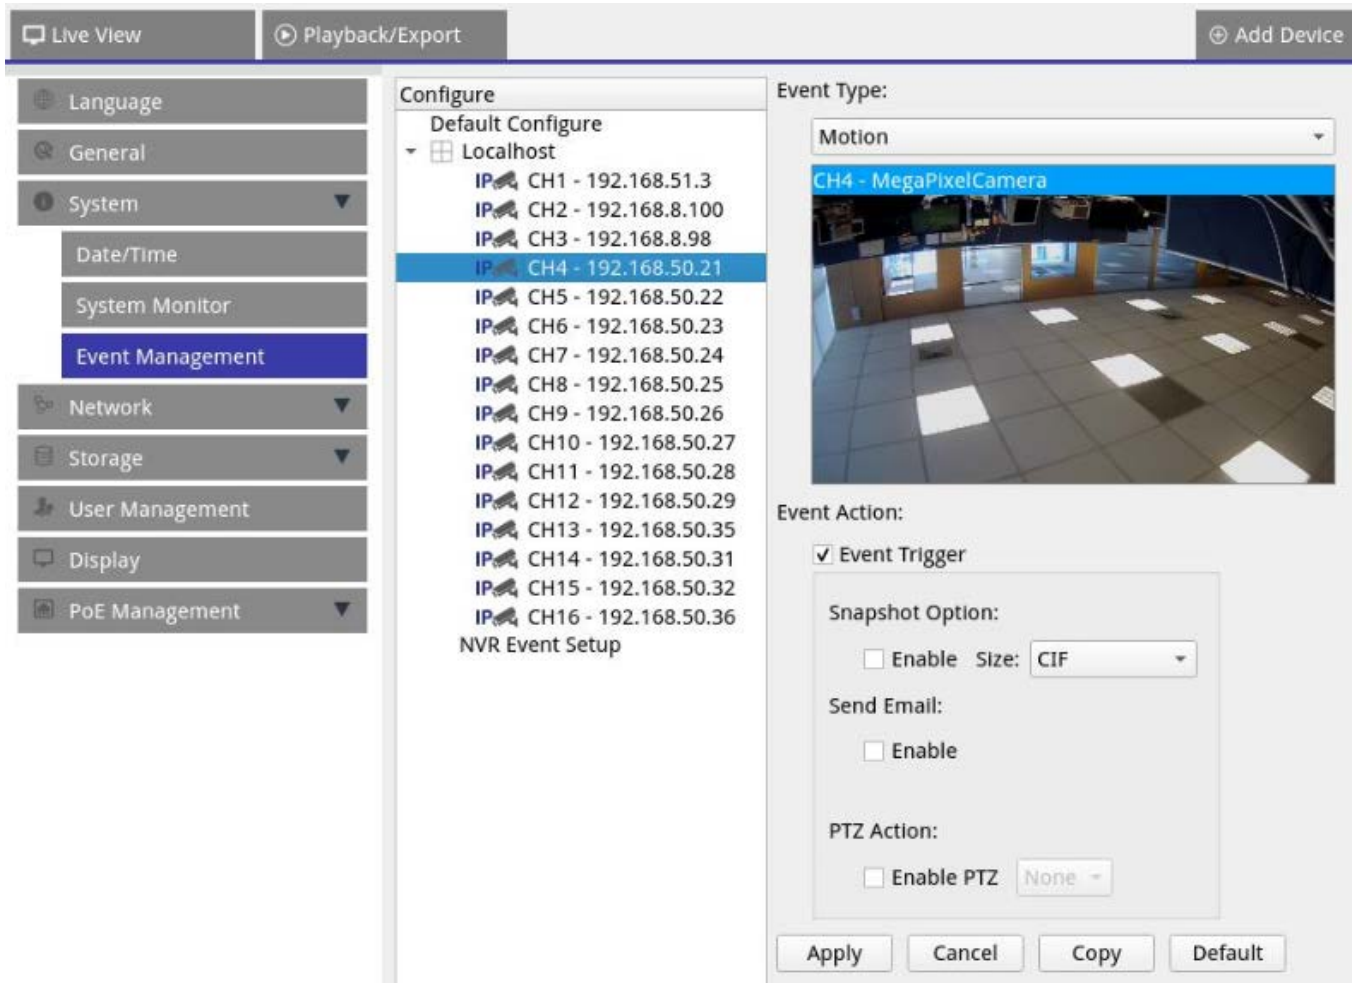 Live View
Playback/Export
Add Device
Language
General
System
Date/Time
System Monitor
Event Management
Network
Storage
User Management
Display
PoE Management
Configure
Default Configure
Localhost
IP CH1 - 192.168.51.3
IP CH2 - 192.168.8.100
IP CH3 - 192.168.8.98
IP CH4 - 192.168.50.21
IP CH5 - 192.168.50.22
IP CH6 - 192.168.50.23
IP CH7 - 192.168.50.24
IP CH8 - 192.168.50.25
IP CH9 - 192.168.50.26
IP CH10 - 192.168.50.27
IP CH11 - 192.168.50.28
IP CH12 - 192.168.50.29
IP CH13 - 192.168.50.35
IP CH14 - 192.168.50.31
IP CH15 - 192.168.50.32
IP CH16 - 192.168.50.36
NVR Event Setup
Event Type:
Motion
CH4 - MegaPixelCamera
Event Action:
Event Trigger
Snapshot Option:
Enable Size: CIF
Send Email:
Enable
PTZ Action:
Enable PTZ None
Apply Cancel Copy Default